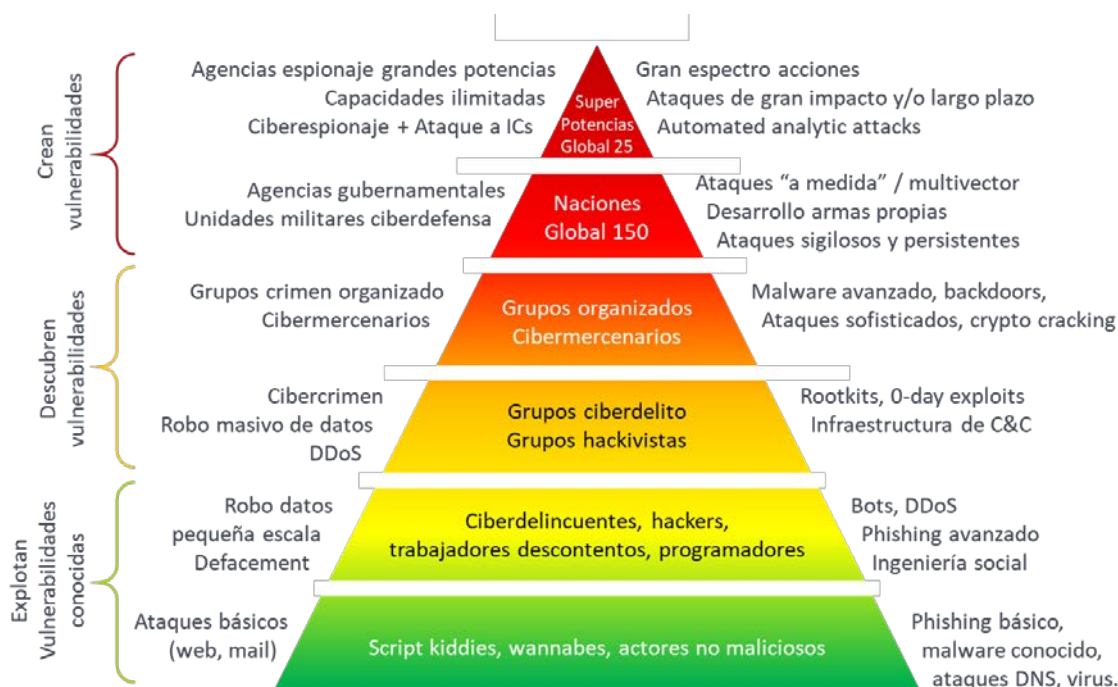 Crean
vulnerabilidades
Agencias espionaje grandes potencias
Capacidades ilimitadas
Ciberespionaje + Ataque a ICs
Super
Potencias
Global 25
Gran espectro acciones
Ataques de gran impacto y/o largo plazo
Automated analytic attacks
Agencias gubernamentales
Unidades militares ciberdefensa
Naciones
Global 150
Ataques “a medida” / multivector
Desarrollo armas propias
Ataques sigilosos y persistentes
Descubren
vulnerabilidades
Grupos crimen organizado
Cibermercenarios
Grupos organizados
Cibermercenarios
Malware avanzado, backdoors,
Ataques sofisticados, crypto cracking
Cibercrimen
Robo masivo de datos
DDoS
Grupos ciberdelito
Grupos hackivistas
Rootkits, 0-day exploits
Infraestructura de C&C
Explotan
Vulnerabilidades
conocidas
Robo datos
pequeña escala
Defacement
Ciberdelincuentes, hackers,
trabajadores descontentos, programadores
Bots, DDoS
Phishing avanzado
Ingeniería social
Ataques básicos
(web, mail)
Script kiddies, wannabes, actores no maliciosos
Phishing básico,
malware conocido,
ataques DNS, virus.